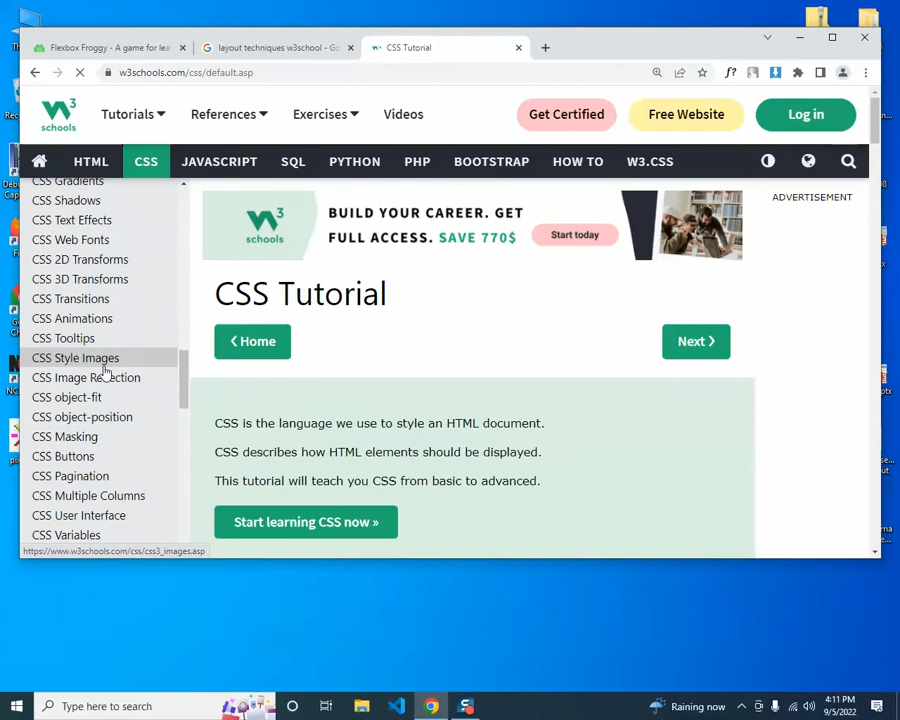 Flexbox Froggy - A game for lea
layout techniques w3school - Go
CSS Tutorial
w3schools.com/css/default.asp
f?
W3 schools
Tutorials
References
Exercises
Videos
Get Certified
Free Website
Log in
HTML
CSS
JAVASCRIPT
SQL
PYTHON
PHP
BOOTSTRAP
HOW TO
W3.CSS
CSS Gradients
CSS Shadows
CSS Text Effects
CSS Web Fonts
CSS 2D Transforms
CSS 3D Transforms
CSS Transitions
CSS Animations
CSS Tooltips
CSS Style Images
CSS Image Reflection
CSS object-fit
CSS object-position
CSS Masking
CSS Buttons
CSS Pagination
CSS Multiple Columns
CSS User Interface
CSS Variables
https://www.w3schools.com/css/css3_images.asp
W3 schools
BUILD YOUR CAREER. GET
FULL ACCESS. SAVE 770$
Start today
ADVERTISEMENT
CSS Tutorial
❮ Home
Next ❯
CSS is the language we use to style an HTML document.
CSS describes how HTML elements should be displayed.
This tutorial will teach you CSS from basic to advanced.
Start learning CSS now »
Type here to search
Raining now
4:11 PM
9/5/2022